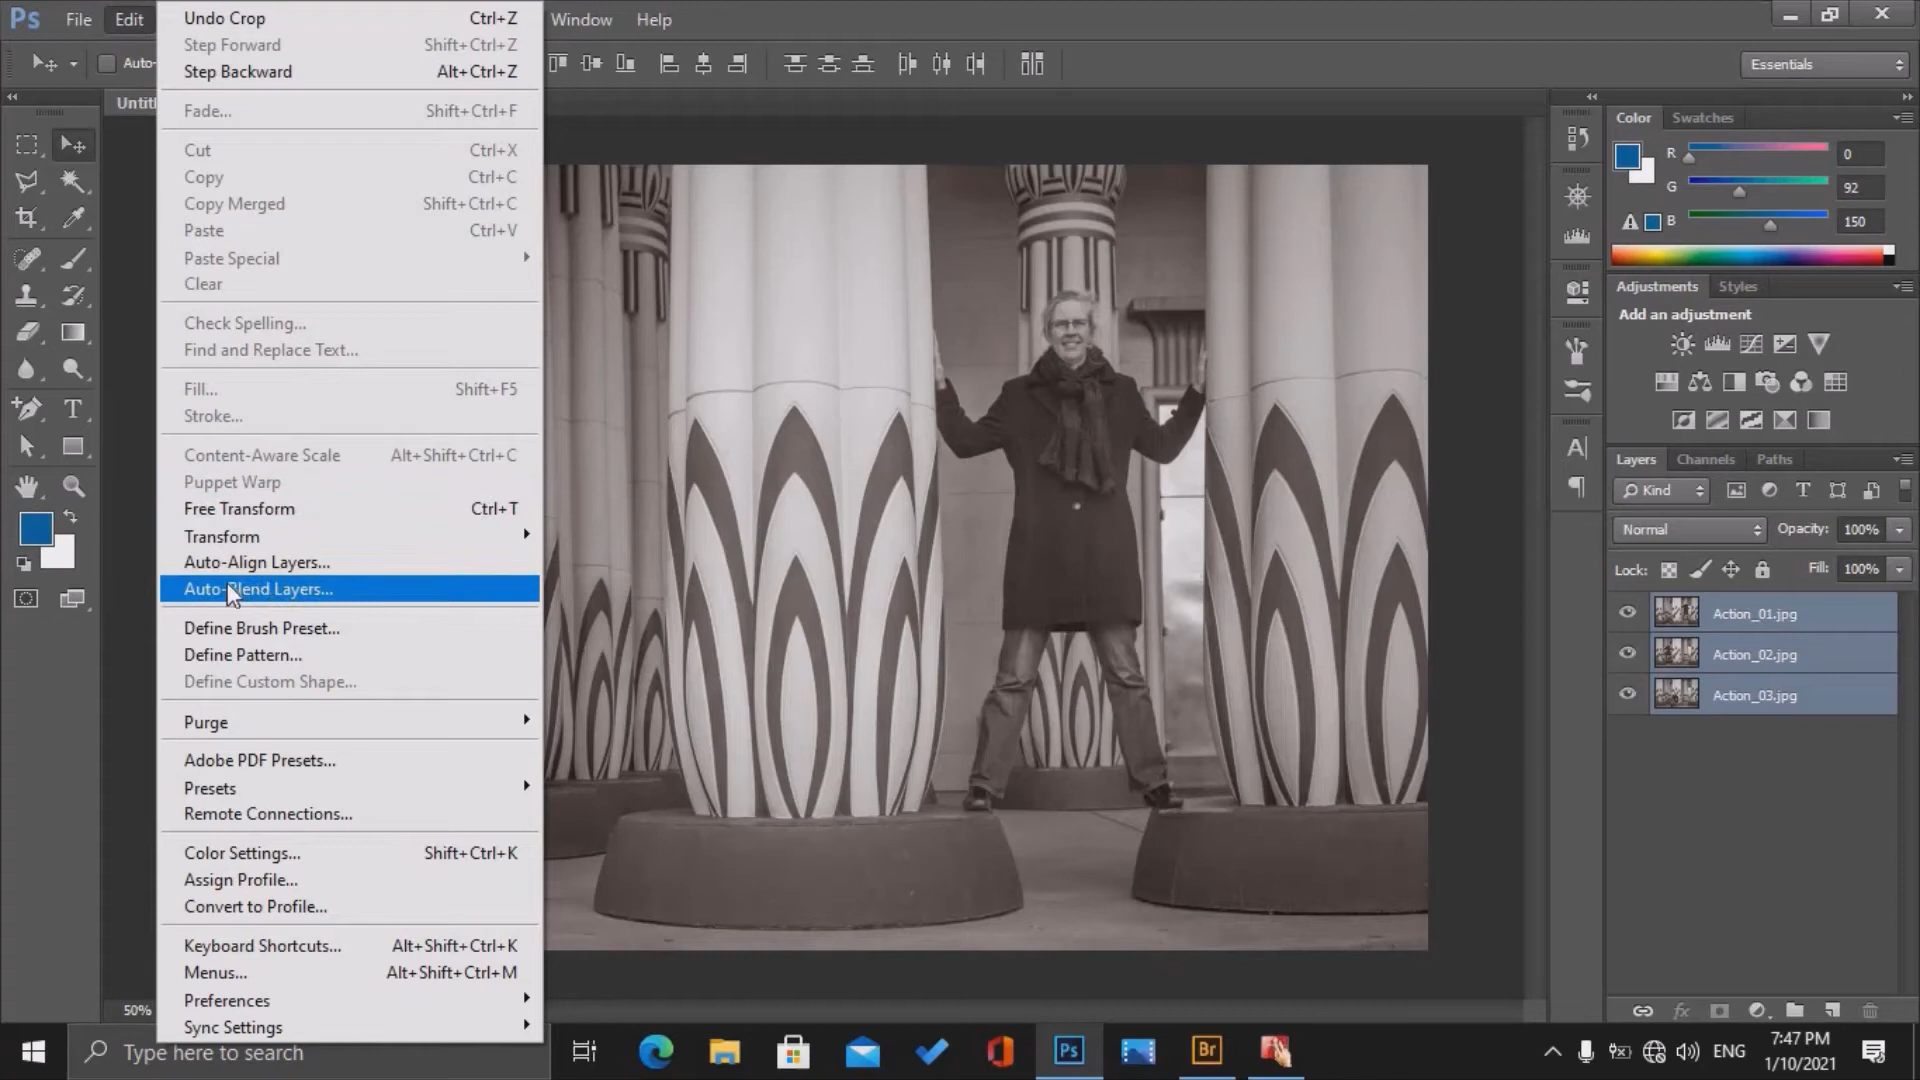 Ps File Edit Window Help
Auto-
Essentials
Untitl
Undo Crop Ctrl+Z
Step Forward Shift+Ctrl+Z
Step Backward Alt+Ctrl+Z
Fade... Shift+Ctrl+F
Cut Ctrl+X
Copy Ctrl+C
Copy Merged Shift+Ctrl+C
Paste Ctrl+V
Paste Special
Clear
Check Spelling...
Find and Replace Text...
Fill... Shift+F5
Stroke...
Content-Aware Scale Alt+Shift+Ctrl+C
Puppet Warp
Free Transform Ctrl+T
Transform
Auto-Align Layers...
Auto-Blend Layers...
Define Brush Preset...
Define Pattern...
Define Custom Shape...
Purge
Adobe PDF Presets...
Presets
Remote Connections...
Color Settings... Shift+Ctrl+K
Assign Profile...
Convert to Profile...
Keyboard Shortcuts... Alt+Shift+Ctrl+K
Menus... Alt+Shift+Ctrl+M
Preferences
Sync Settings
50%
Color Swatches
R 0
G 92
B 150
Adjustments Styles
Add an adjustment
Layers Channels Paths
Kind
Normal Opacity: 100%
Lock: Fill: 100%
Action_01.jpg
Action_02.jpg
Action_03.jpg
Type here to search
Ps
Br
ENG
7:47 PM
1/10/2021